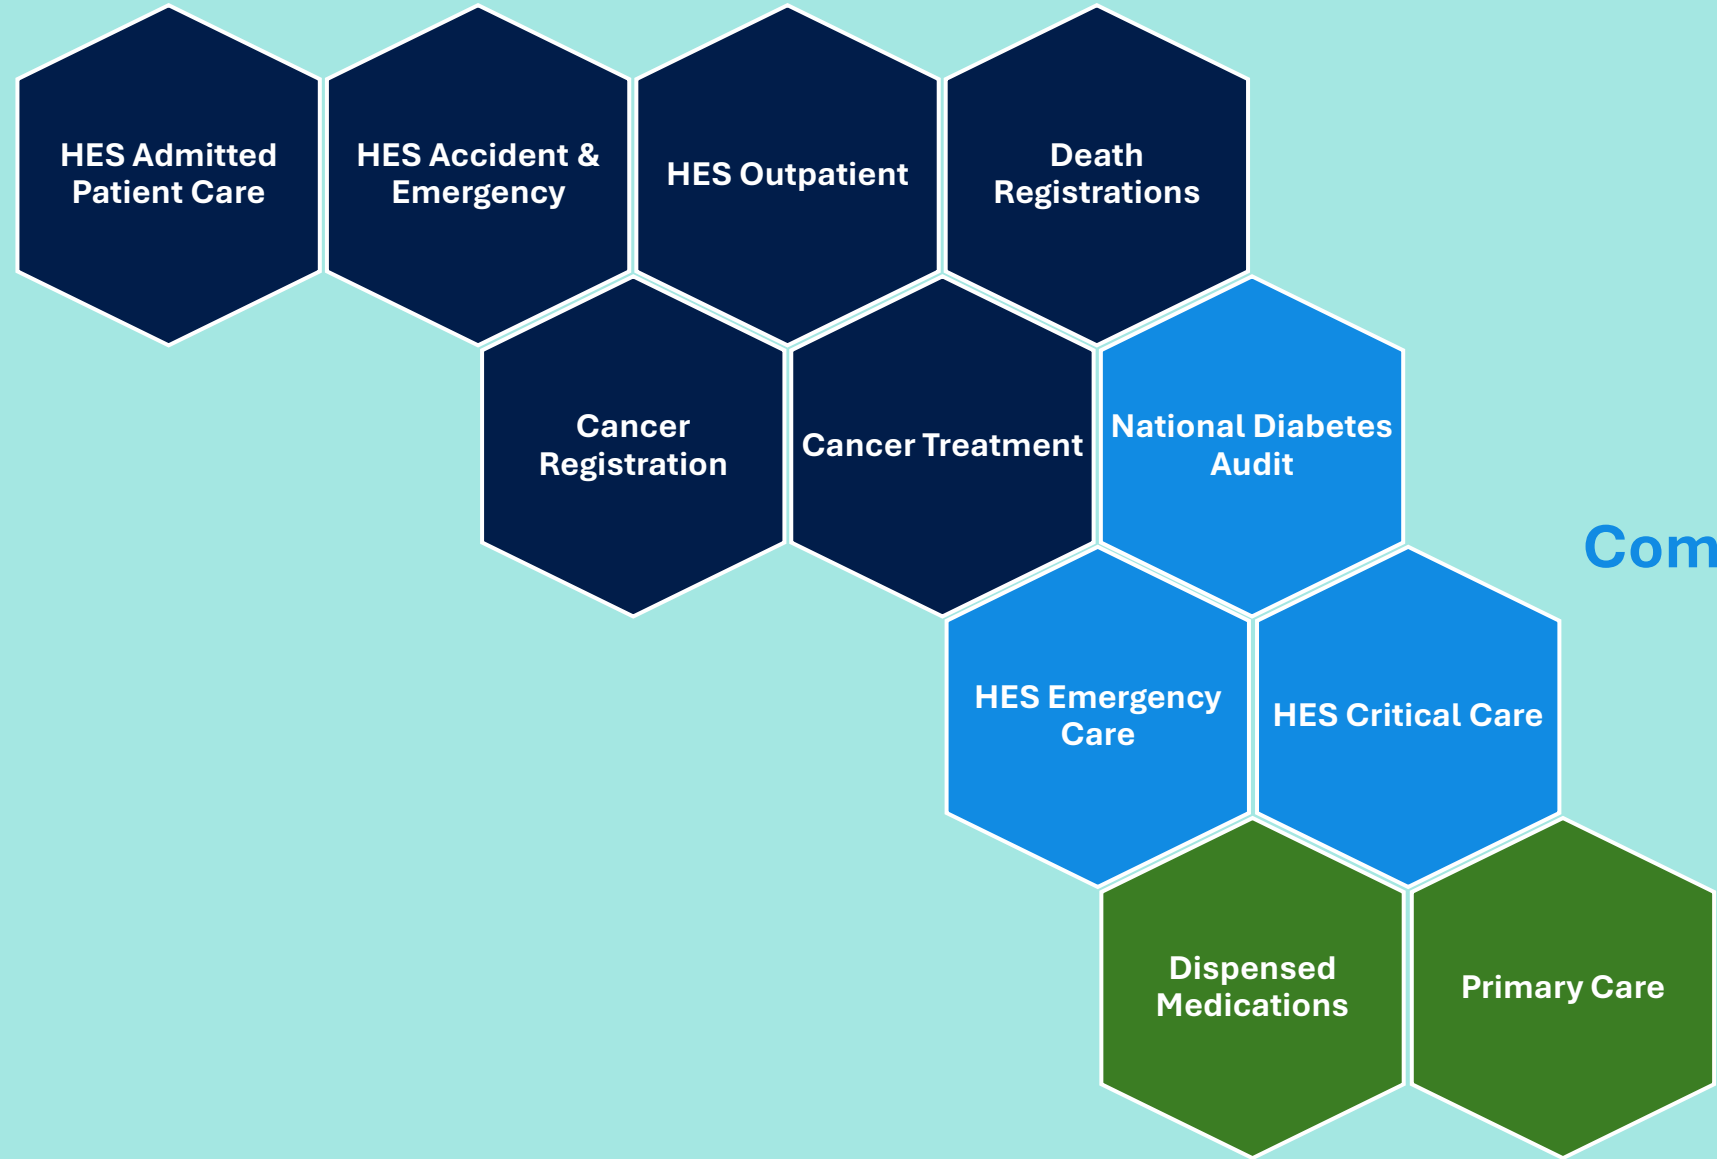 HES Admitted
Patient Care
HES Accident &
Emergency
HES Outpatient
Death
Registrations
Cancer
Registration
Cancer Treatment
National Diabetes
Audit
Com
HES Emergency
Care
HES Critical Care
Dispensed
Medications
Primary Care